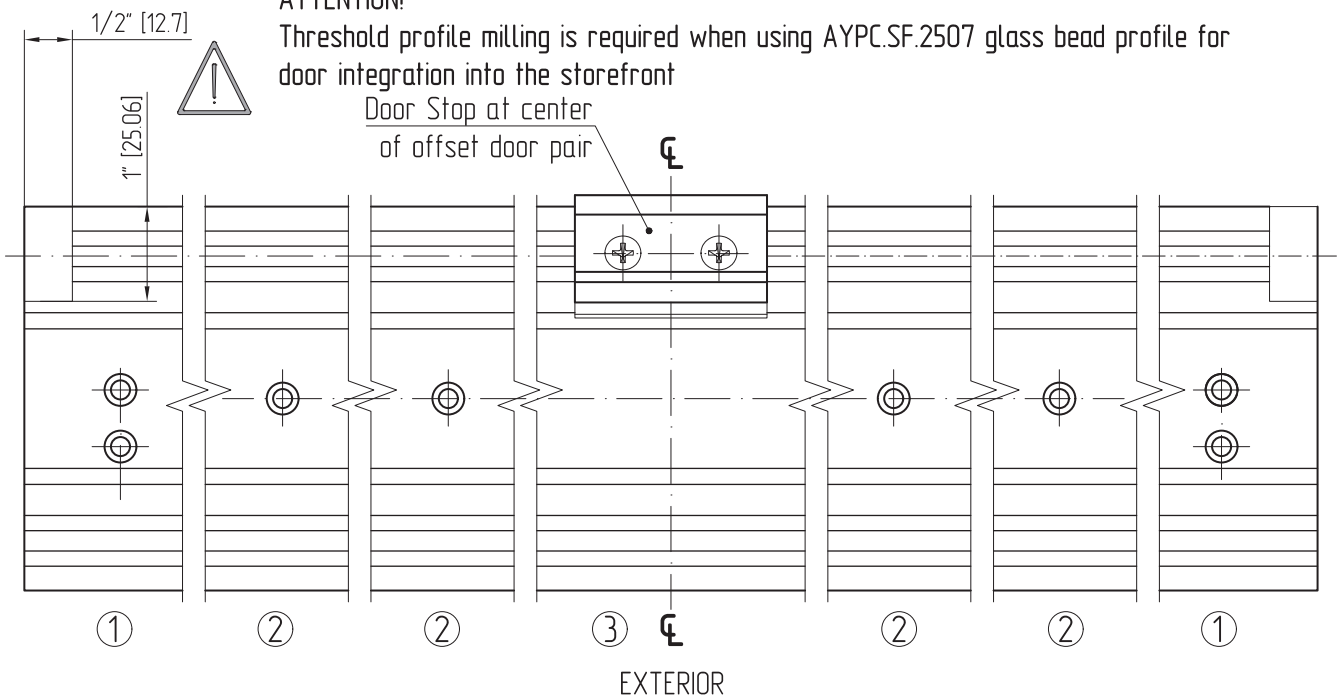 ATTENTION!
1/2" [12.7]
Threshold profile milling is required when using AYPC.SF.2507 glass bead profile for
door integration into the storefront
1" [25.06]
Door Stop at center
of offset door pair
℄
1 2 2 3 ℄ 2 2 1
EXTERIOR